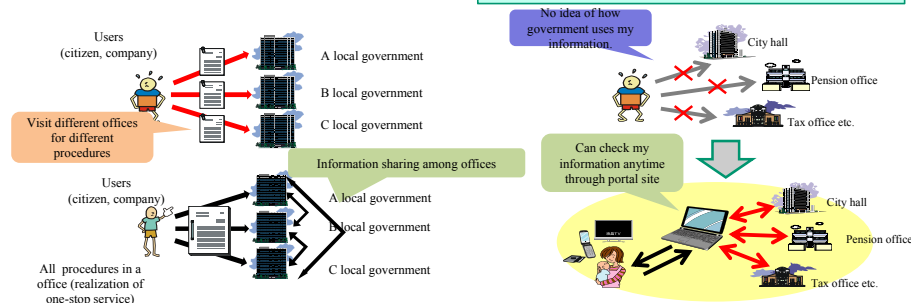 Users
(citizen, company)
A local government
B local government
C local government
Visit different offices
for different
procedures
Information sharing among offices
Users
(citizen, company)
A local government
B local government
C local government
All procedures in a
office (realization of
one-stop service)
No idea of how
government uses my
information.
City hall
Pension office
Tax office etc.
Can check my
information anytime
through portal site
City hall
Pension office
Tax office etc.